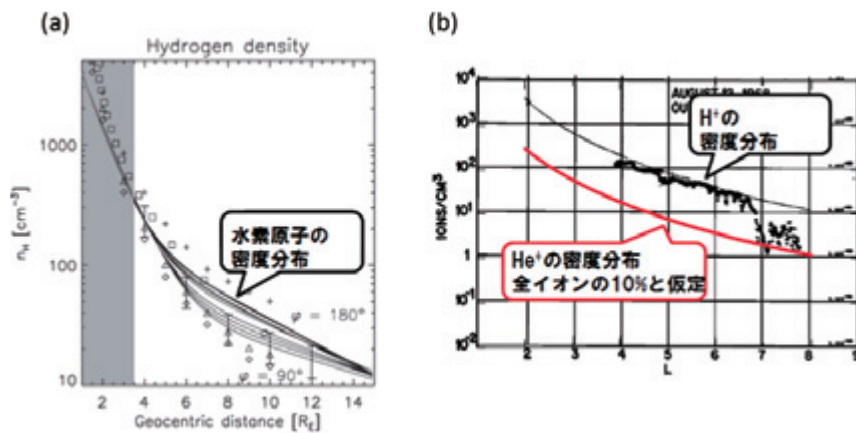 (a)
Hydrogen density
1000
100
10
n_H [cm⁻³]
水素原子の
密度分布
φ = 180°
φ = 90°
2 4 6 8 10 12 14
Geocentric distance [R_E]
(b)
10⁴
10³
10²
10¹
1
10⁻¹
10⁻²
IONS/CM³
AUGUST
OU
H⁺の
密度分布
He⁺の密度分布
全イオンの10%と仮定
2 3 4 5 6 7 8 9
L